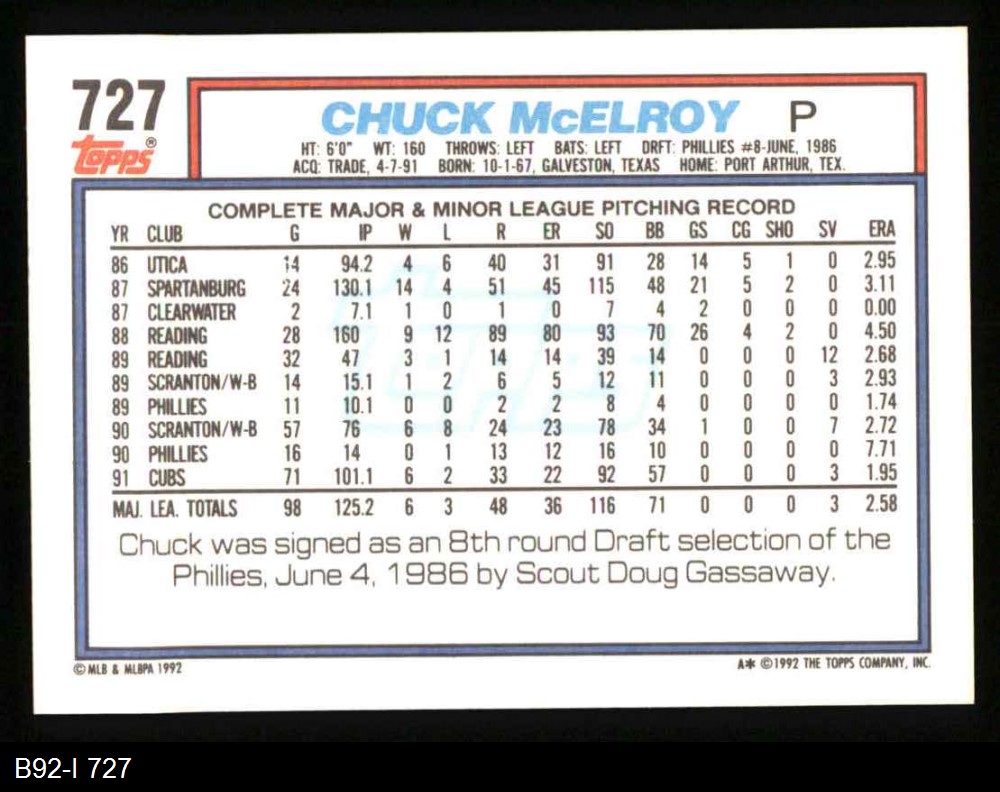 727
topps®
CHUCK McELROY P
HT: 6'0" WT: 160 THROWS: LEFT BATS: LEFT DRFT: PHILLIES #8-JUNE, 1986
ACQ: TRADE, 4-7-91 BORN: 10-1-67, GALVESTON, TEXAS HOME: PORT ARTHUR, TEX.
COMPLETE MAJOR & MINOR LEAGUE PITCHING RECORD
YR CLUB G IP W L R ER SO BB GS CG SHO SV ERA
86 UTICA 14 94.2 4 6 40 31 91 28 14 5 1 0 2.95
87 SPARTANBURG 24 130.1 14 4 51 45 115 48 21 5 2 0 3.11
87 CLEARWATER 2 7.1 1 0 1 0 7 4 2 0 0 0 0.00
88 READING 28 160 9 12 89 80 93 70 26 4 2 0 4.50
89 READING 32 47 3 1 14 14 39 14 0 0 0 12 2.68
89 SCRANTON/W-B 14 15.1 1 2 6 5 12 11 0 0 0 3 2.93
89 PHILLIES 11 10.1 0 0 2 2 8 4 0 0 0 0 1.74
90 SCRANTON/W-B 57 76 6 8 24 23 78 34 1 0 0 7 2.72
90 PHILLIES 16 14 0 1 13 12 16 10 0 0 0 0 7.71
91 CUBS 71 101.1 6 2 33 22 92 57 0 0 0 3 1.95
MAJ. LEA. TOTALS 98 125.2 6 3 48 36 116 71 0 0 0 3 2.58
topps
Chuck was signed as an 8th round Draft selection of the
Phillies, June 4, 1986 by Scout Doug Gassaway.
© MLB & MLBPA 1992
A* ©1992 THE TOPPS COMPANY, INC.
B92-I 727